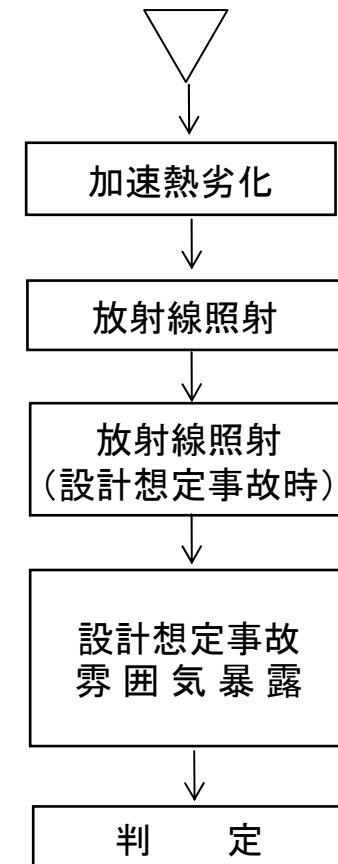 加速熱劣化
放射線照射
放射線照射
（設計想定事故時）
設計想定事故
雰囲気暴露
判　　定